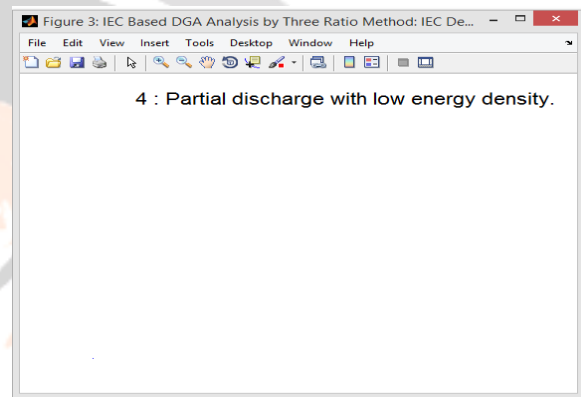 Figure 3: IEC Based DGA Analysis by Three Ratio Method: IEC De...
File Edit View Insert Tools Desktop Window Help
4 : Partial discharge with low energy density.